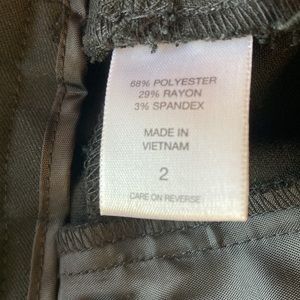 68% POLYESTER
29% RAYON
3% SPANDEX
MADE IN
VIETNAM
2
CARE ON REVERSE